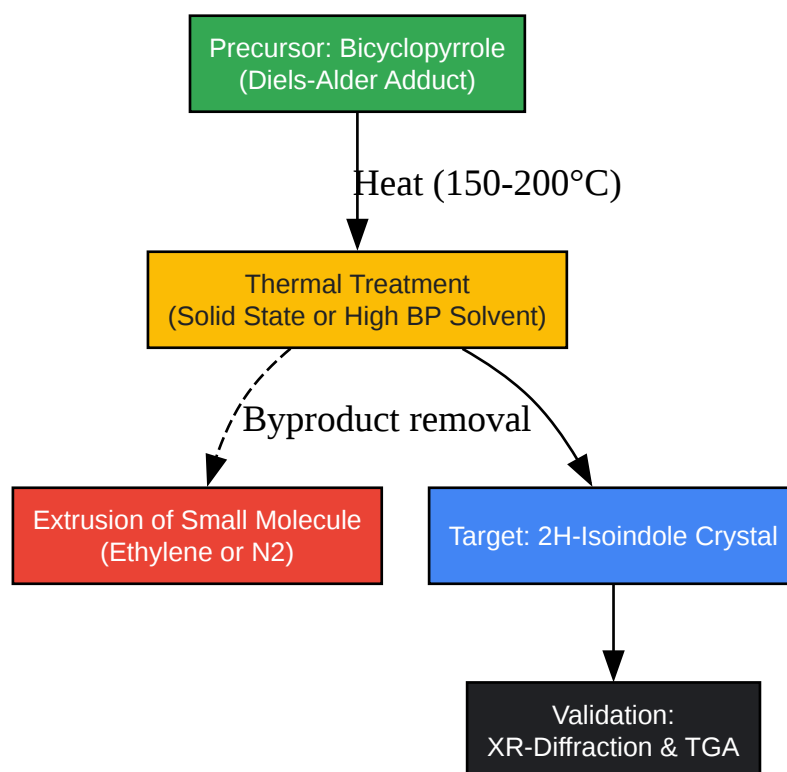 Precursor: Bicyclopyrrole
(Diels-Alder Adduct)
Heat (150-200°C)
Thermal Treatment
(Solid State or High BP Solvent)
Byproduct removal
Extrusion of Small Molecule
(Ethylene or N2)
Target: 2H-Isoindole Crystal
Validation:
XR-Diffraction & TGA